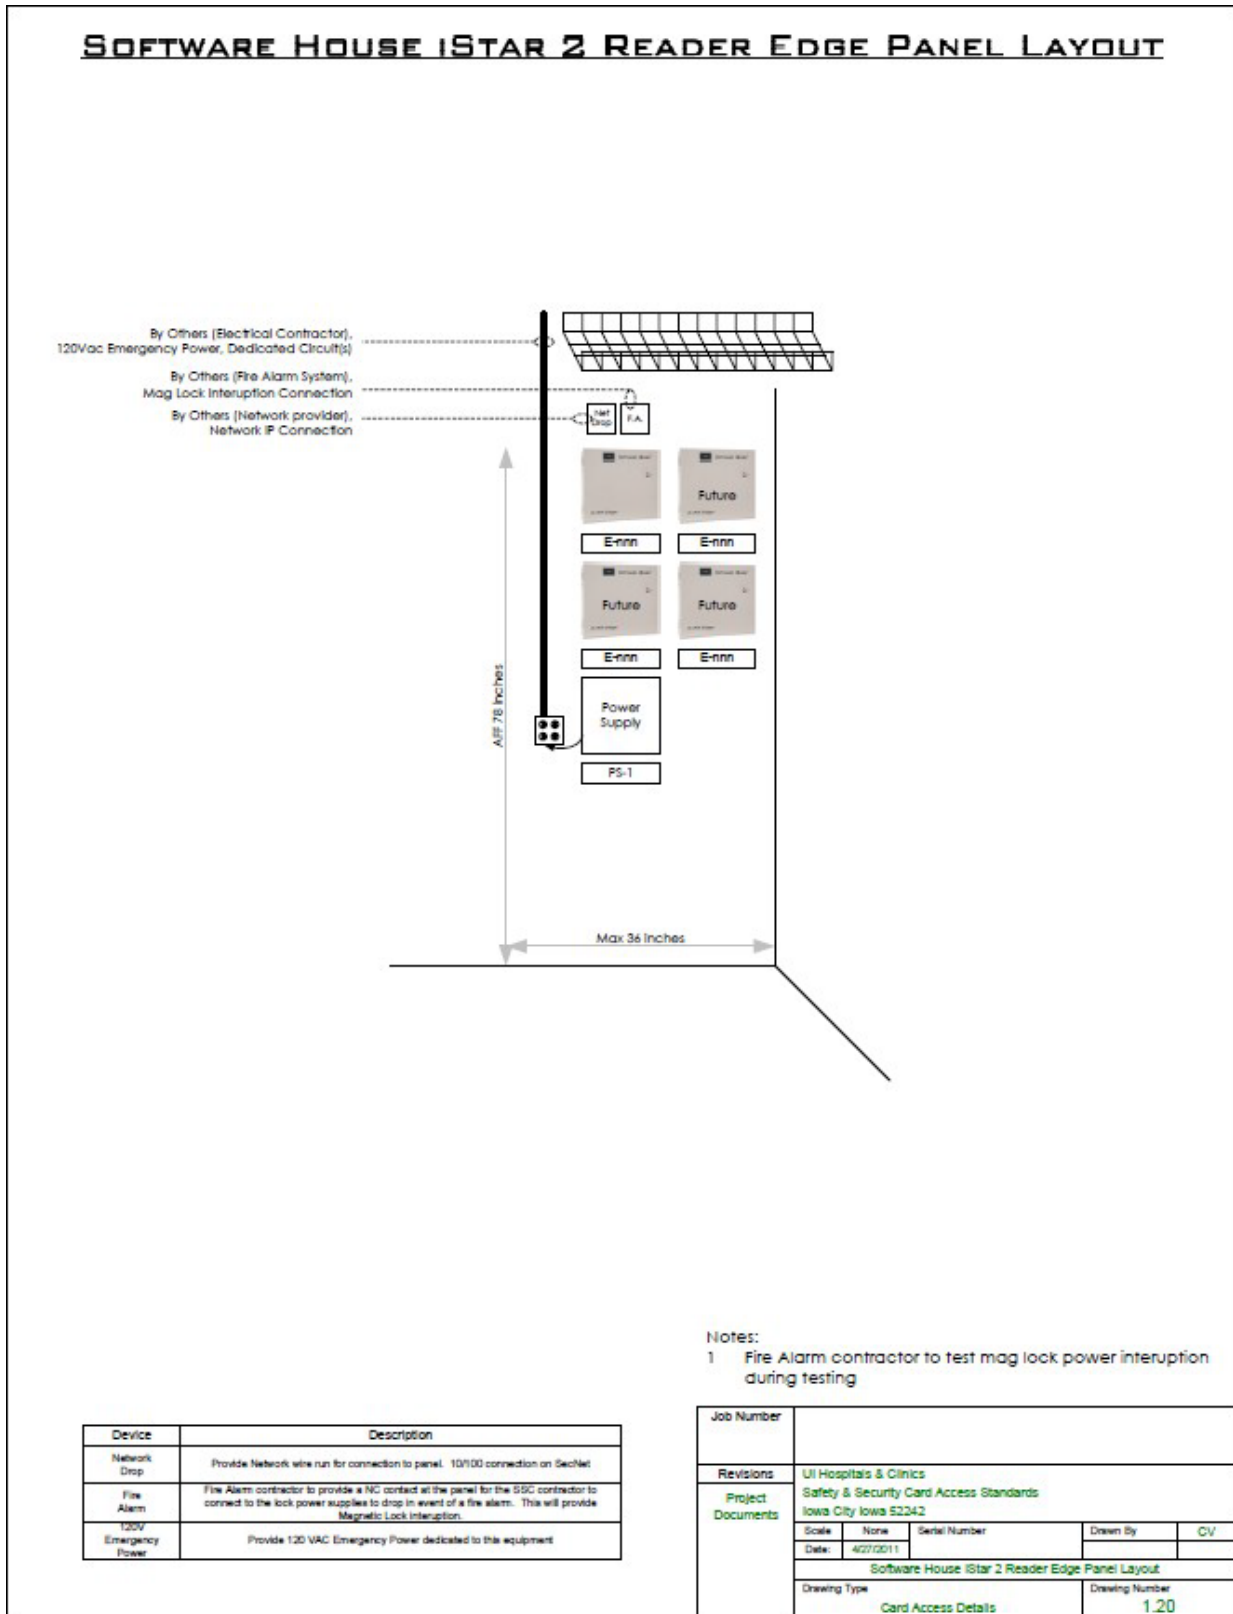 SOFTWARE HOUSE ISTAR 2 READER EDGE PANEL LAYOUT
By Others (Electrical Contractor),
120Vac Emergency Power, Dedicated Circuit(s)
By Others (Fire Alarm System),
Mag Lock Interuption Connection
By Others (Network provider),
Network IP Connection
Net
Drop
F.A.
Future
E-nnn
E-nnn
Future
Future
E-nnn
E-nnn
AFF 78 Inches
Power
Supply
PS-1
Max 36 Inches
Notes:
1 Fire Alarm contractor to test mag lock power interuption
during testing
Device Description
Network
Drop
Provide Network wire run for connection to panel. 10/100 connection on SecNet
Fire
Alarm
Fire Alarm contractor to provide a NC contact at the panel for the SSC contractor to
connect to the lock power supplies to drop in event of a fire alarm. This will provide
Magnetic Lock interuption.
120V
Emergency
Power
Provide 120 VAC Emergency Power dedicated to this equipment
Job Number
Revisions
Project
Documents
UI Hospitals & Clinics
Safety & Security Card Access Standards
Iowa City Iowa 52242
Scale None Serial Number Drawn By CV
Date: 4/27/2011
Software House iStar 2 Reader Edge Panel Layout
Drawing Type Drawing Number
Card Access Details 1.20